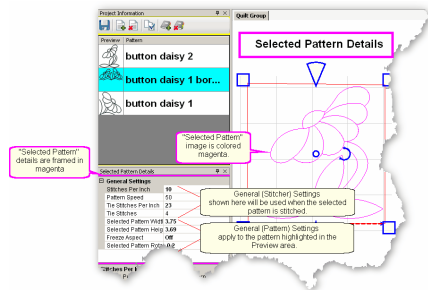 Project Information
Quilt Group
Preview Pattern
button daisy 2
button daisy 1 bor...
button daisy 1
Selected Pattern Details
"Selected Pattern"
image is colored
magenta.
"Selected Pattern"
details are framed in
magenta
Selected Pattern Details
General Settings
Stitches Per Inch 10
Pattern Speed 50
Tie Stitches Per Inch 23
Tie Stitches 4
Selected Pattern Widt 3.75
Selected Pattern Heig 3.69
Freeze Aspect Off
Selected Pattern Rotat 0.2
General (Stitcher) Settings
shown here will be used when the selected
pattern is stitched
General (Pattern) Settings
apply to the pattern highlighted in the
Preview area.